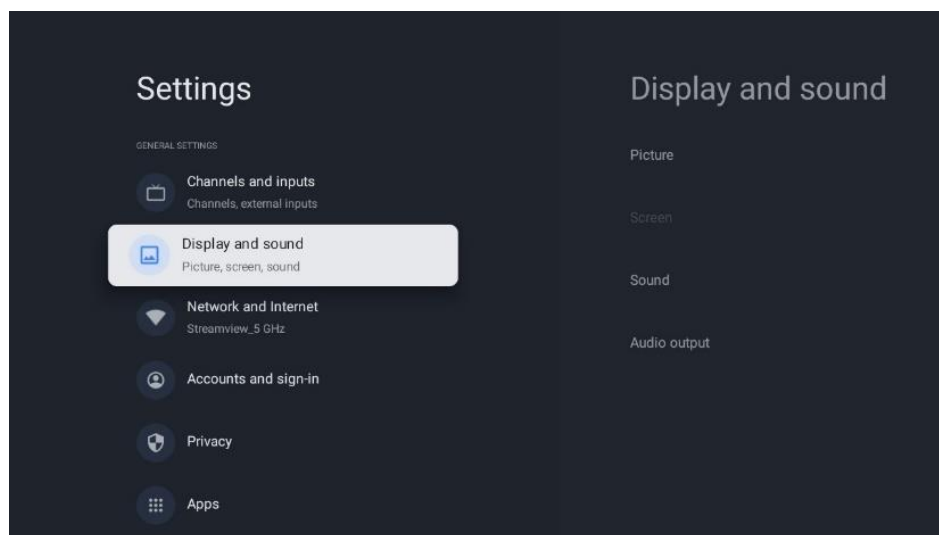 Settings
GENERAL SETTINGS
Channels and inputs
Channels, external inputs
Display and sound
Picture, screen, sound
Network and Internet
Streamview_5 GHz
Accounts and sign-in
Privacy
Apps
Display and sound
Picture
Screen
Sound
Audio output